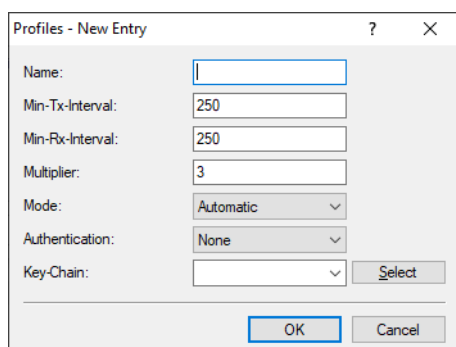 Profiles - New Entry ? X
Name:
Min-Tx-Interval: 250
Min-Rx-Interval: 250
Multiplier: 3
Mode: Automatic
Authentication: None
Key-Chain: Select
OK Cancel